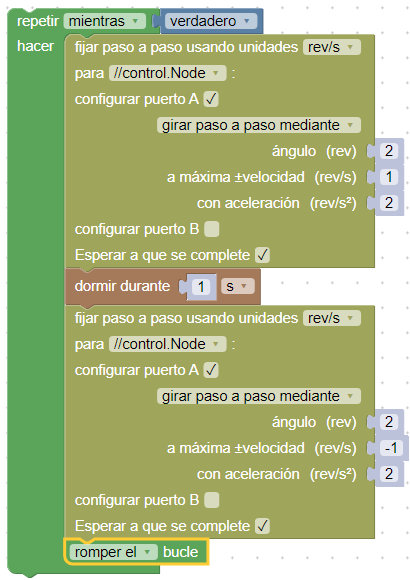 repetir mientras verdadero
hacer fijar paso a paso usando unidades rev/s
para //control.Node :
configurar puerto A ✓
girar paso a paso mediante
ángulo (rev) 2
a máxima ±velocidad (rev/s) 1
con aceleración (rev/s²) 2
configurar puerto B
Esperar a que se complete ✓
dormir durante 1 s
fijar paso a paso usando unidades rev/s
para //control.Node :
configurar puerto A ✓
girar paso a paso mediante
ángulo (rev) 2
a máxima ±velocidad (rev/s) -1
con aceleración (rev/s²) 2
configurar puerto B
Esperar a que se complete ✓
romper el bucle